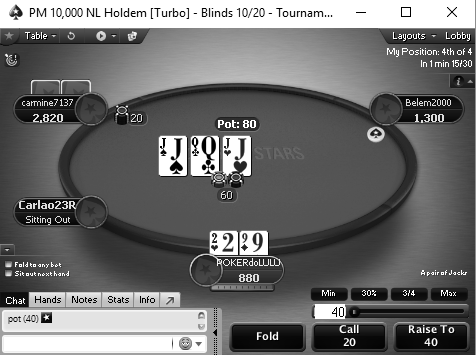 PM 10,000 NL Holdem [Turbo] - Blinds 10/20 - Tournam...
Table
Layouts
Lobby
My Position: 4th of 4
In 1 min 15/30
carmine7137
2,820
20
Pot: 80
Belem2000
1,300
J Q J
STARS
60
Carlao23R
Sitting Out
2 9
POKERdoLULU
880
Fold to any bet
Sit out next hand
A pair of Jacks
Chat Hands Notes Stats Info
Min 30% 3/4 Max
pot (40)
40
Fold
Call
20
Raise To
40